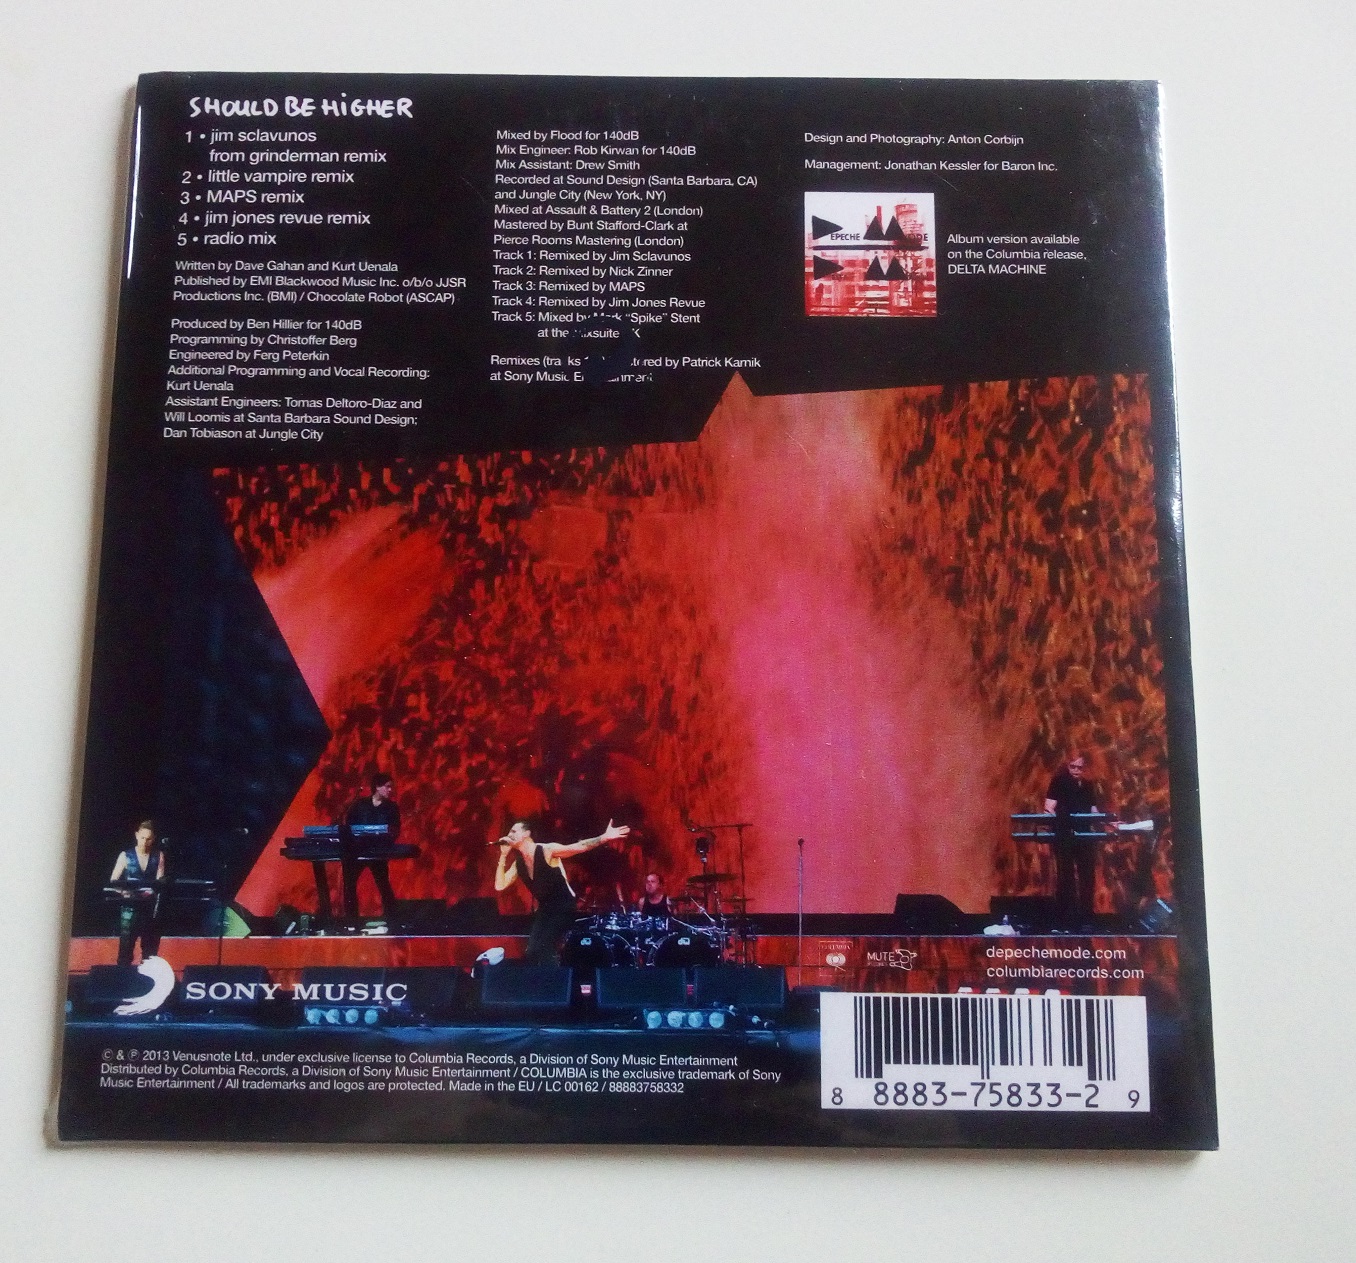 SHOULD BE HiGHER
1 • jim sclavunos
from grinderman remix
2 • little vampire remix
3 • MAPS remix
4 • jim jones revue remix
5 • radio mix
Written by Dave Gahan and Kurt Uenala
Published by EMI Blackwood Music Inc. o/b/o JJSR
Productions Inc. (BMI) / Chocolate Robot (ASCAP)
Produced by Ben Hillier for 140dB
Programming by Christoffer Berg
Engineered by Ferg Peterkin
Additional Programming and Vocal Recording:
Kurt Uenala
Assistant Engineers: Tomas Deltoro-Diaz and
Will Loomis at Santa Barbara Sound Design;
Dan Tobiason at Jungle City
Mixed by Flood for 140dB
Mix Engineer: Rob Kirwan for 140dB
Mix Assistant: Drew Smith
Recorded at Sound Design (Santa Barbara, CA)
and Jungle City (New York, NY)
Mixed at Assault & Battery 2 (London)
Mastered by Bunt Stafford-Clark at
Pierce Rooms Mastering (London)
Track 1: Remixed by Jim Sclavunos
Track 2: Remixed by Nick Zinner
Track 3: Remixed by MAPS
Track 4: Remixed by Jim Jones Revue
Track 5: Mixed by Mark "Spike" Stent
at the
Remixes by Patrick Karnik
at Sony Music
Design and Photography: Anton Corbijn
Management: Jonathan Kessler for Baron Inc.
EPECHE
Album version available
on the Columbia release,
DELTA MACHINE
COLUMBIA
MUTE
depechemode.com
columbiarecords.com
SONY MUSIC
© & ℗ 2013 Venusnote Ltd., under exclusive license to Columbia Records, a Division of Sony Music Entertainment
Distributed by Columbia Records, a Division of Sony Music Entertainment / COLUMBIA is the exclusive trademark of Sony
Music Entertainment / All trademarks and logos are protected. Made in the EU / LC 00162 / 88883758332
8 8883-75833-2 9